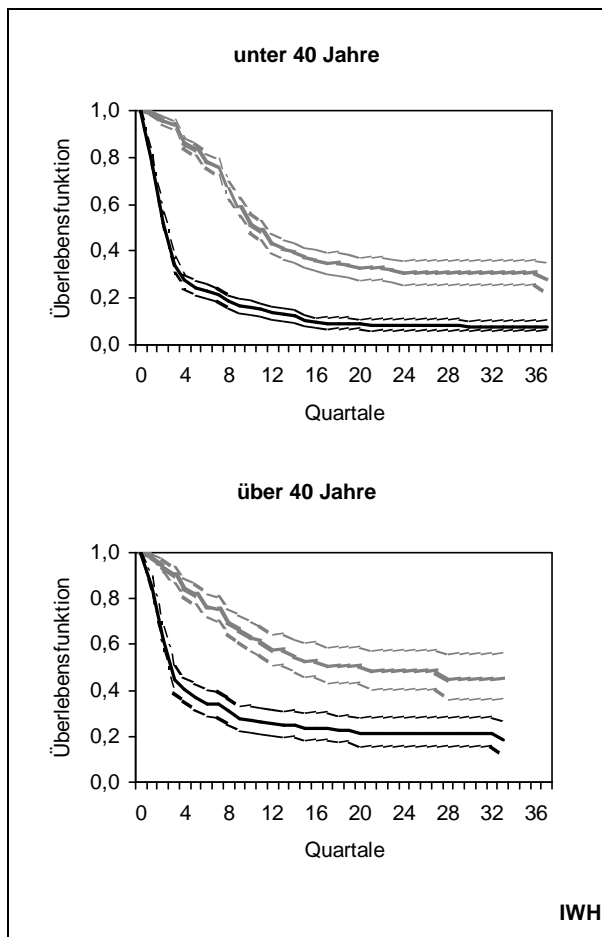 unter 40 Jahre
1,0
0,8
0,6
0,4
0,2
0,0
Überlebensfunktion
0 4 8 12 16 20 24 28 32 36
Quartale
über 40 Jahre
1,0
0,8
0,6
0,4
0,2
0,0
Überlebensfunktion
0 4 8 12 16 20 24 28 32 36
Quartale
IWH